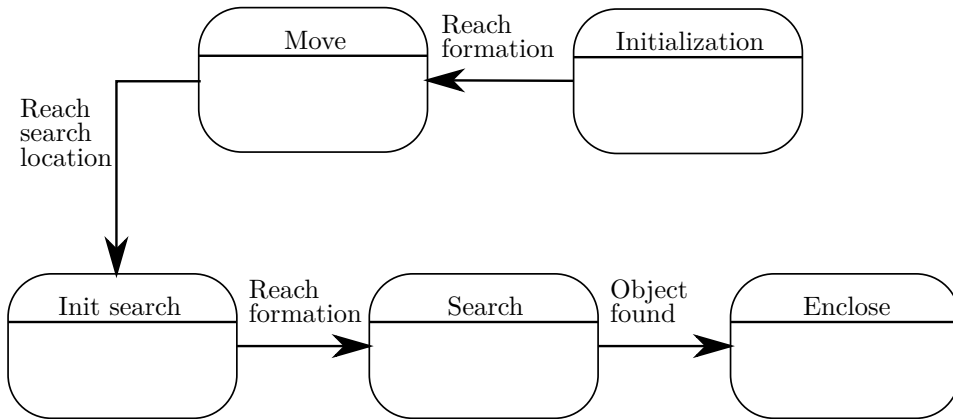 Move
Reach
formation
Initialization
Reach
search
location
Init search
Reach
formation
Search
Object
found
Enclose